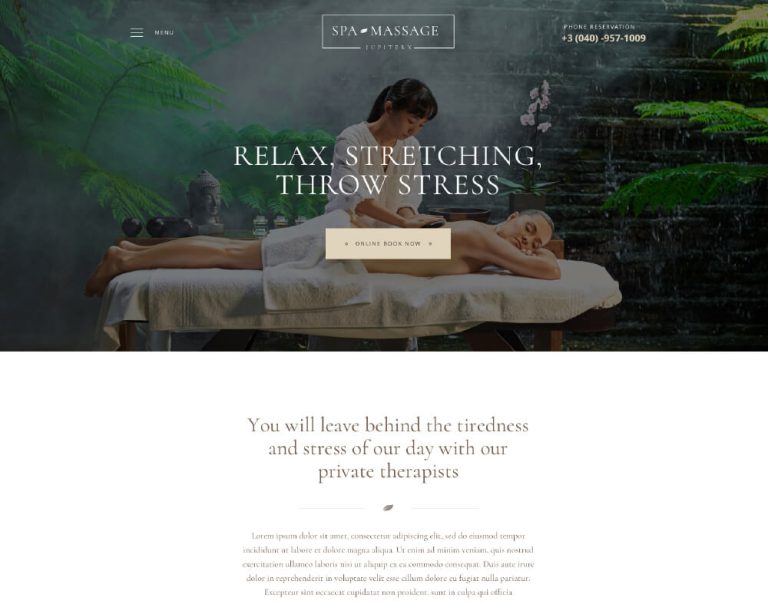 MENU
SPA MASSAGE
JUPITERX
PHONE RESERVATION
+3 (040) -957-1009
RELAX, STRETCHING,
THROW STRESS
ONLINE BOOK NOW
You will leave behind the tiredness
and stress of our day with our
private therapists
Lorem ipsum dolor sit amet, consectetur adipiscing elit, sed do eiusmod tempor
incididunt ut labore et dolore magna aliqua. Ut enim ad minim veniam, quis nostrud
exercitation ullamco laboris nisi ut aliquip ex ea commodo consequat. Duis aute irure
dolor in reprehenderit in voluptate velit esse cillum dolore eu fugiat nulla pariatur.
Excepteur sint occaecat cupidatat non proident, sunt in culpa qui officia